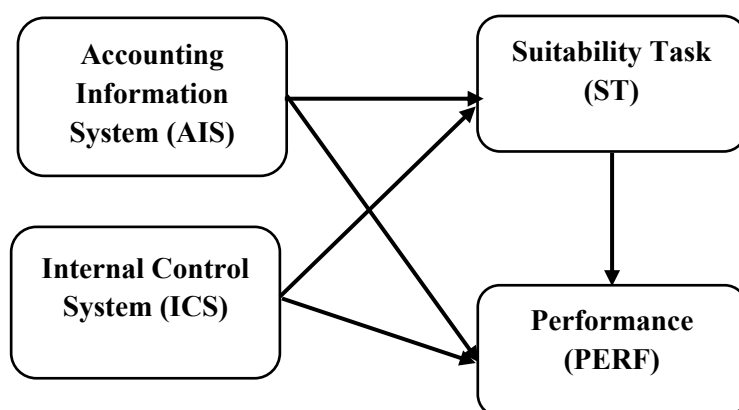 Accounting
Information
System (AIS)
Suitability Task
(ST)
Internal Control
System (ICS)
Performance
(PERF)